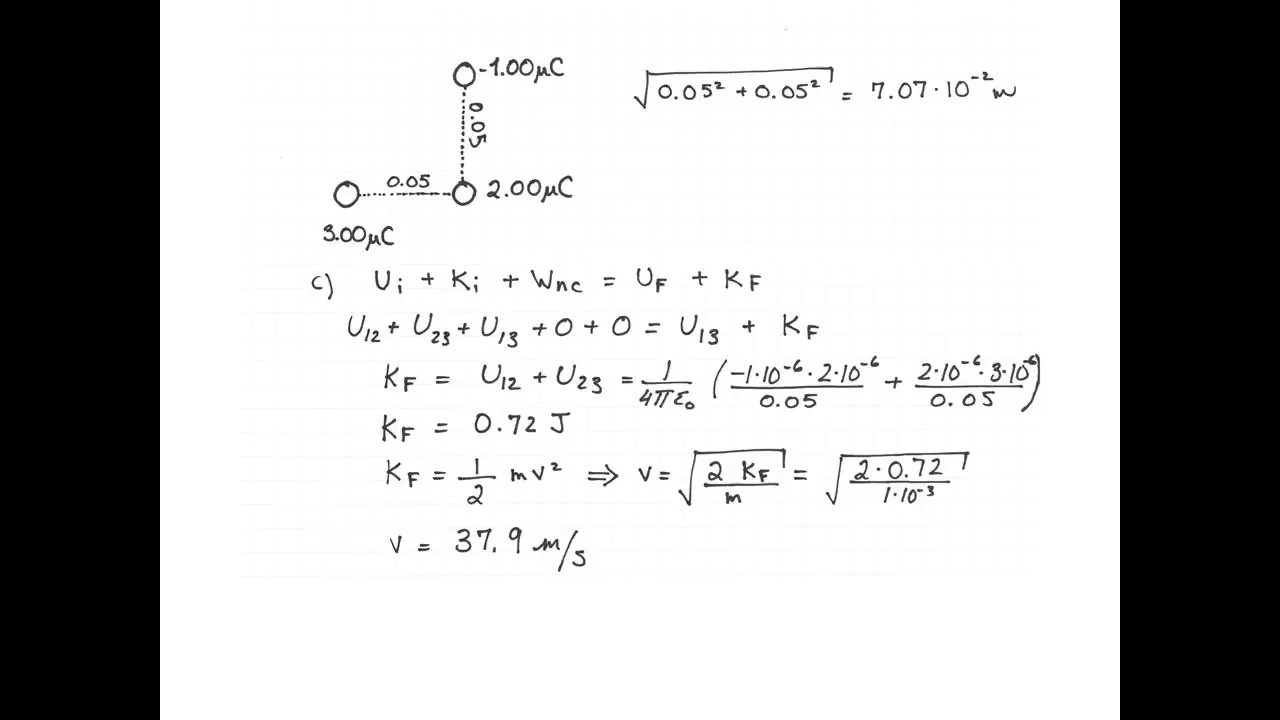 -1.00μC
√(0.05² + 0.05²) = 7.07·10⁻² m
0.05
0.05
2.00μC
3.00μC
c) Uᵢ + Kᵢ + Wnc = U_F + K_F
U₁₂ + U₂₃ + U₁₃ + 0 + 0 = U₁₃ + K_F
K_F = U₁₂ + U₂₃ = 1/(4πε₀) (-1·10⁻⁶·2·10⁻⁶/0.05 + 2·10⁻⁶·3·10⁻⁶/0.05)
K_F = 0.72 J
K_F = 1/2 mv² ⇒ v = √(2 K_F/m) = √(2·0.72/1·10⁻³)
v = 37.9 m/s